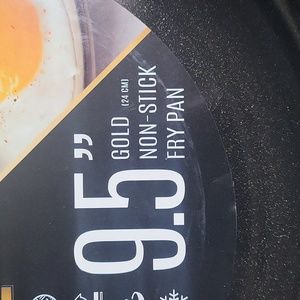 9.5”
[24 CM]
GOLD
NON-STICK
FRY PAN